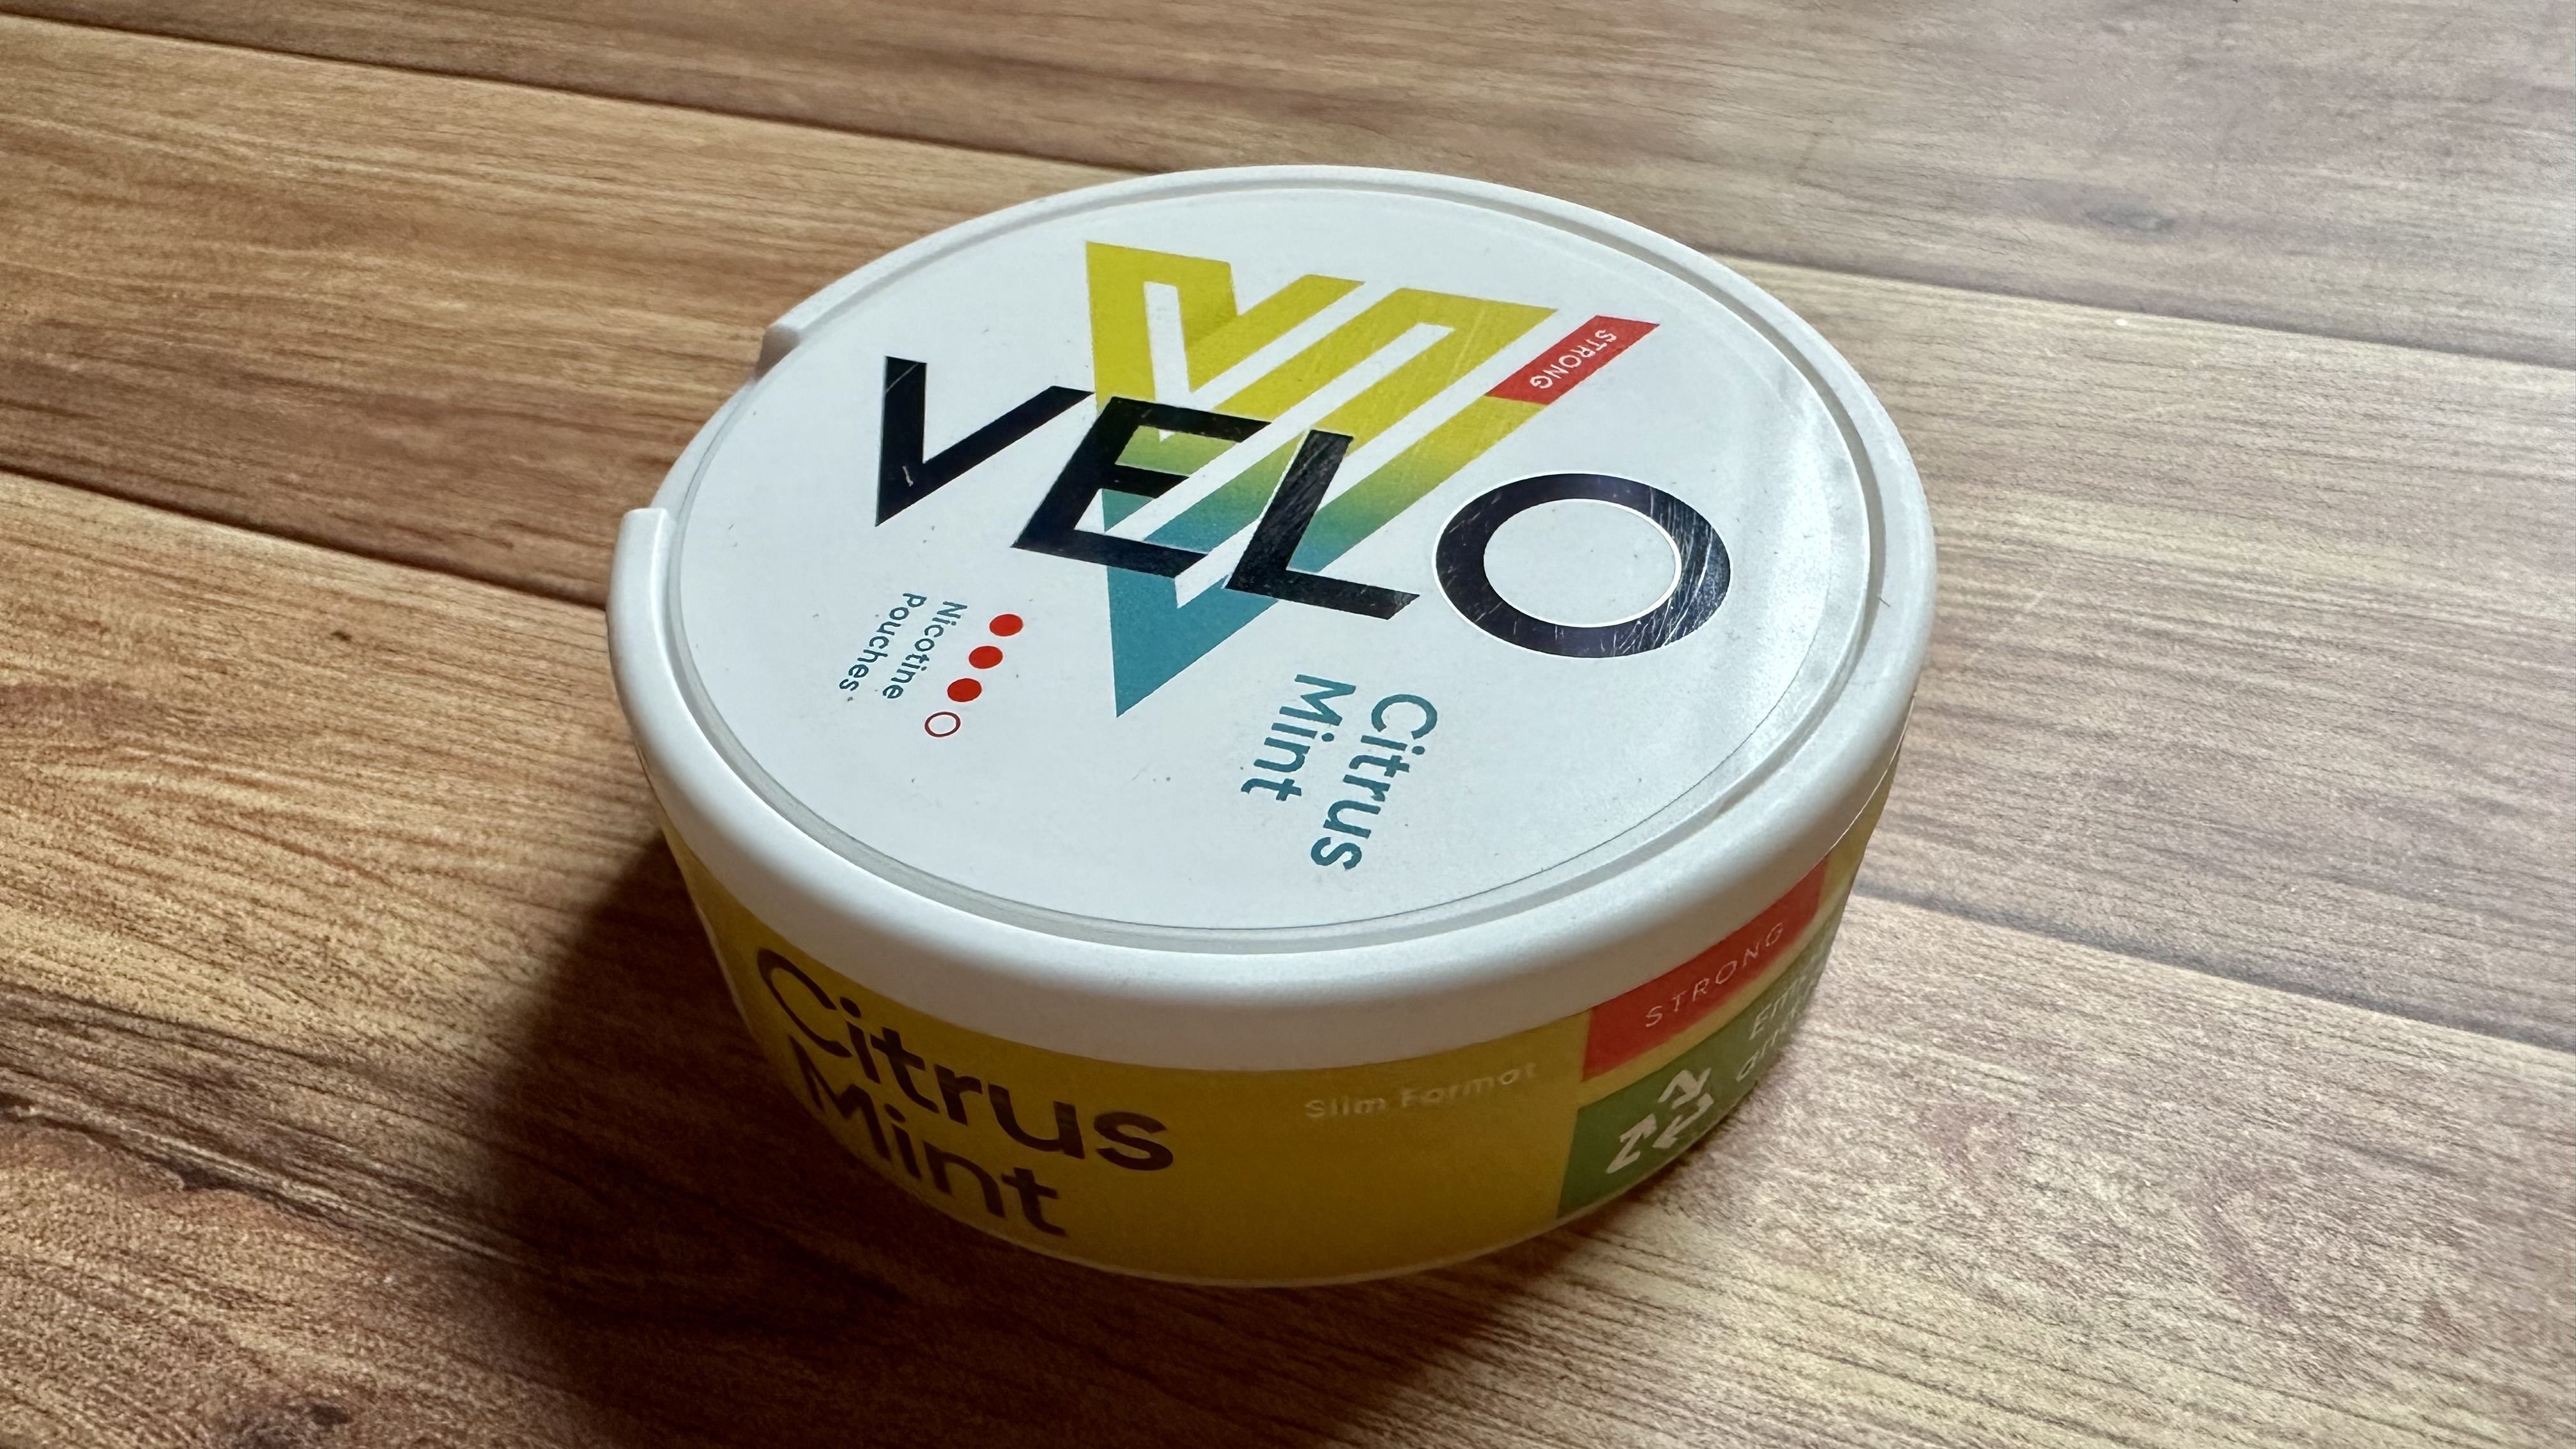 STRONG
VELO
Nicotine
Pouches
Citrus
Mint
Citrus
Mint
Slim Format
STRONG